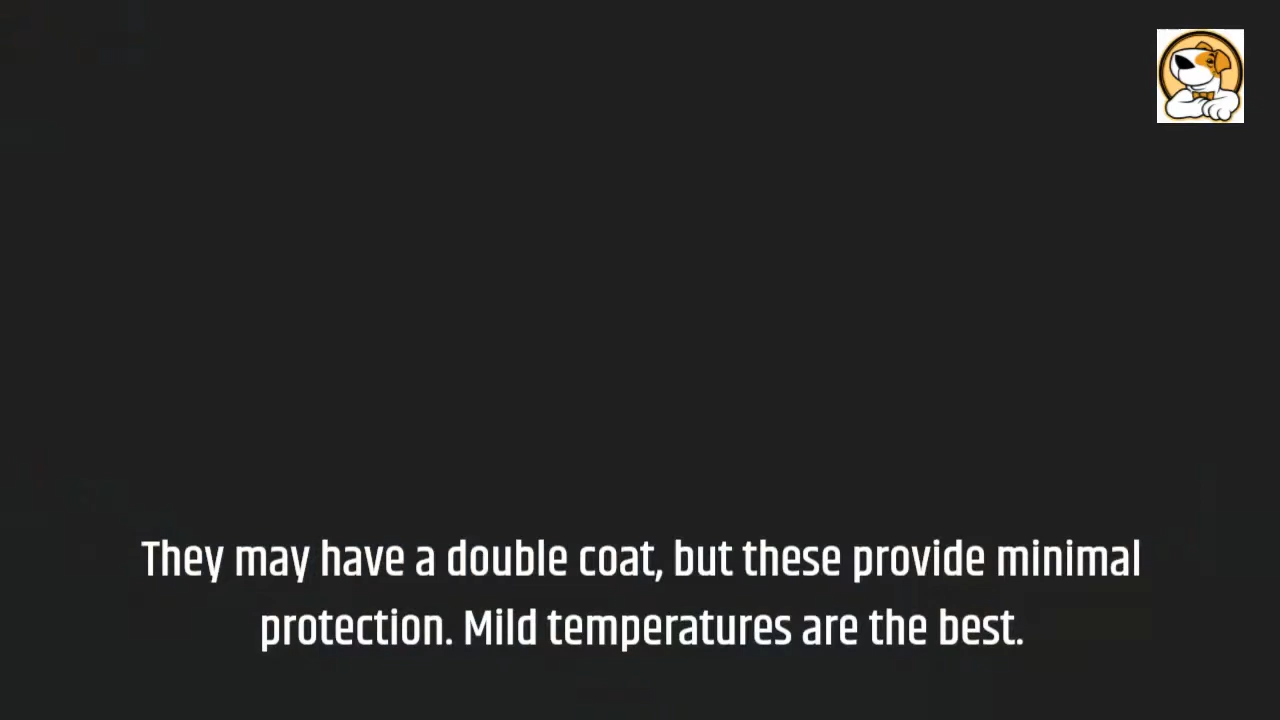 They may have a double coat, but these provide minimal
protection. Mild temperatures are the best.